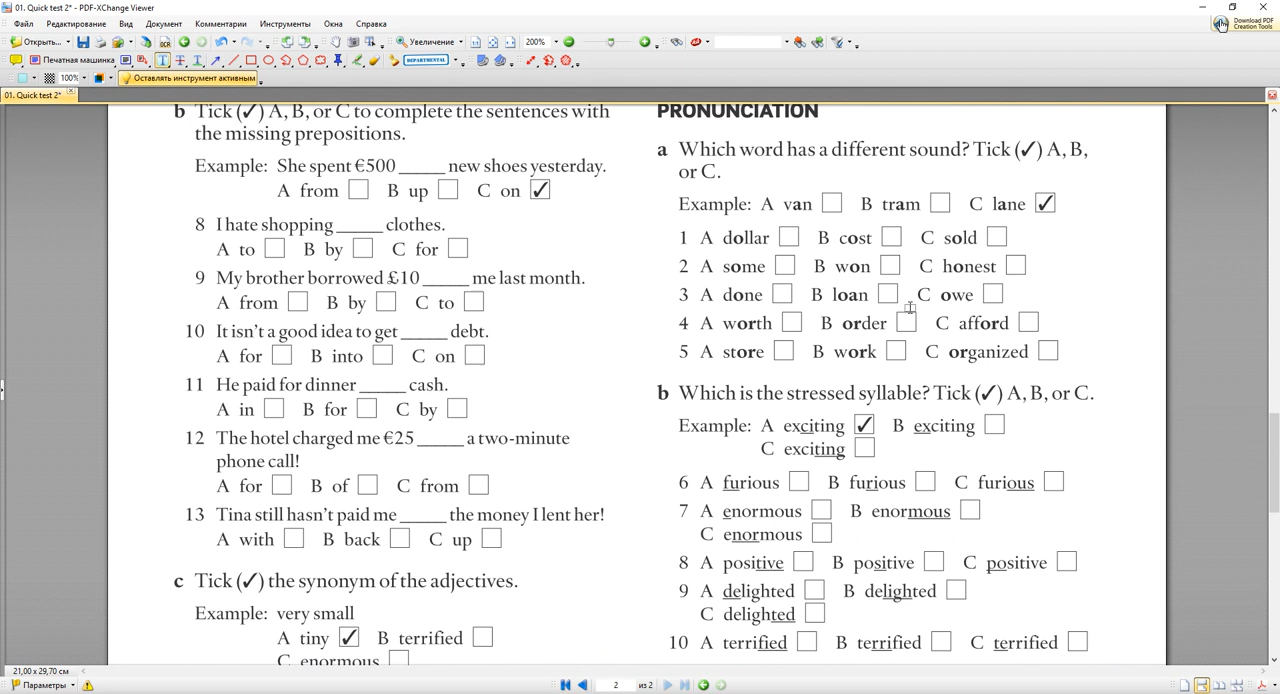 01. Quick test 2* - PDF-XChange Viewer
Файл Редактирование Вид Документ Комментарии Инструменты Окна Справка
Download PDF Creation Tools
Открыть... OCR Увеличение 200%
Печатная машинка DEPARTMENTAL
100% Оставлять инструмент активным
01. Quick test 2*
b Tick (✓) A, B, or C to complete the sentences with
the missing prepositions.
Example: She spent €500 _____ new shoes yesterday.
A from B up C on ✓
8 I hate shopping _____ clothes.
A to B by C for
9 My brother borrowed £10 _____ me last month.
A from B by C to
10 It isn't a good idea to get _____ debt.
A for B into C on
11 He paid for dinner _____ cash.
A in B for C by
12 The hotel charged me €25 _____ a two-minute
phone call!
A for B of C from
13 Tina still hasn't paid me _____ the money I lent her!
A with B back C up
c Tick (✓) the synonym of the adjectives.
Example: very small
A tiny ✓ B terrified
C enormous
PRONUNCIATION
a Which word has a different sound? Tick (✓) A, B,
or C.
Example: A van B tram C lane ✓
1 A dollar B cost C sold
2 A some B won C honest
3 A done B loan C owe
4 A worth B order C afford
5 A store B work C organized
b Which is the stressed syllable? Tick (✓) A, B, or C.
Example: A exciting ✓ B exciting
C exciting
6 A furious B furious C furious
7 A enormous B enormous
C enormous
8 A positive B positive C positive
9 A delighted B delighted
C delighted
10 A terrified B terrified C terrified
21,00 x 29,70 см
Параметры 2 из 2